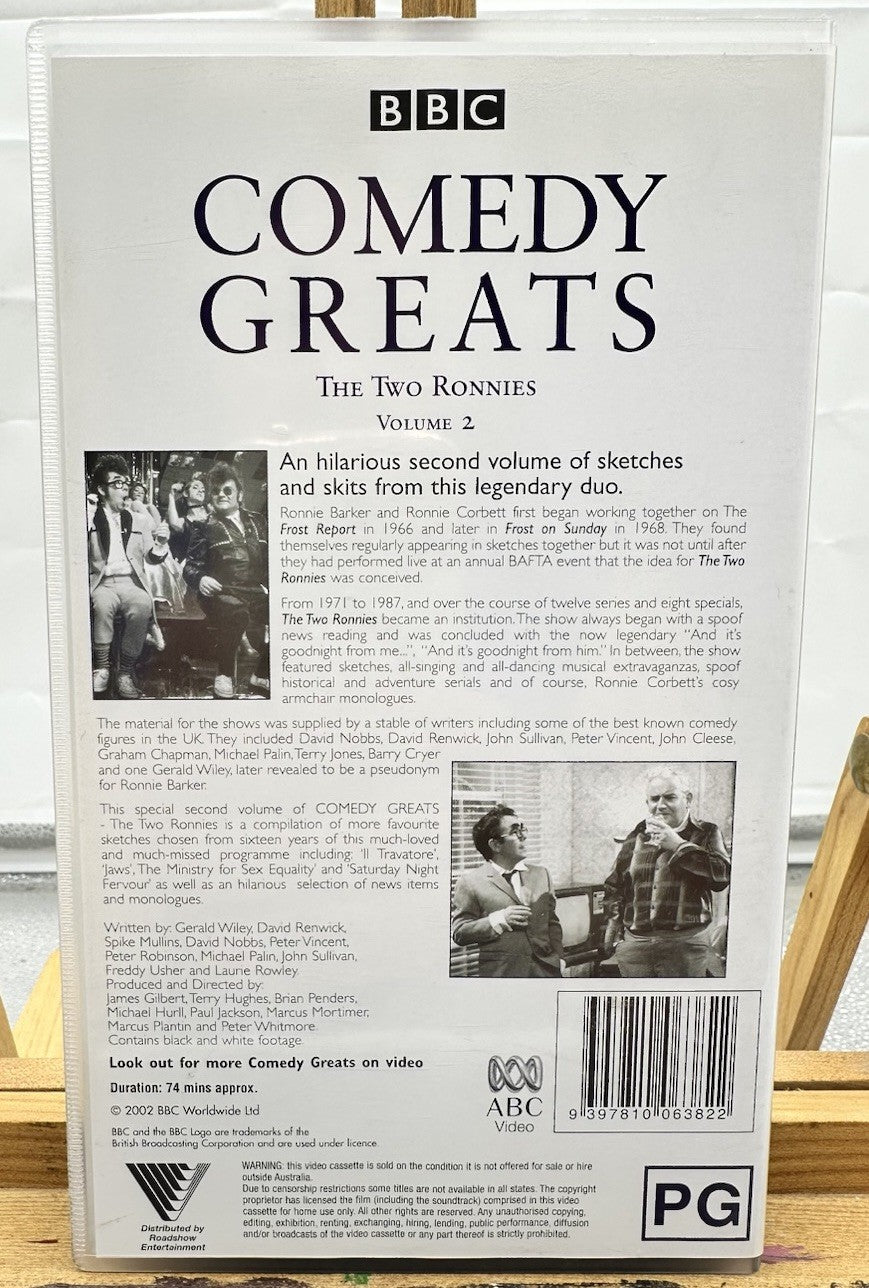 BBC
COMEDY
GREATS
THE TWO RONNIES
VOLUME 2
An hilarious second volume of sketches
and skits from this legendary duo.
Ronnie Barker and Ronnie Corbett first began working together on The
Frost Report in 1966 and later in Frost on Sunday in 1968. They found
themselves regularly appearing in sketches together but it was not until after
they had performed live at an annual BAFTA event that the idea for The Two
Ronnies was conceived.
From 1971 to 1987, and over the course of twelve series and eight specials,
The Two Ronnies became an institution. The show always began with a spoof
news reading and was concluded with the now legendary "And it's
goodnight from me...", "And it's goodnight from him." In between, the show
featured sketches, all-singing and all-dancing musical extravaganzas, spoof
historical and adventure serials and of course, Ronnie Corbett's cosy
armchair monologues.
The material for the shows was supplied by a stable of writers including some of the best known comedy
figures in the UK. They included David Nobbs, David Renwick, John Sullivan, Peter Vincent, John Cleese,
Graham Chapman, Michael Palin, Terry Jones, Barry Cryer
and one Gerald Wiley, later revealed to be a pseudonym
for Ronnie Barker.
This special second volume of COMEDY GREATS
- The Two Ronnies is a compilation of more favourite
sketches chosen from sixteen years of this much-loved
and much-missed programme including: 'Il Travatore',
'Jaws', The Ministry for Sex Equality' and 'Saturday Night
Fervour' as well as an hilarious selection of news items
and monologues.
Written by: Gerald Wiley, David Renwick,
Spike Mullins, David Nobbs, Peter Vincent,
Peter Robinson, Michael Palin, John Sullivan,
Freddy Usher and Laurie Rowley.
Produced and Directed by:
James Gilbert, Terry Hughes, Brian Penders,
Michael Hurll, Paul Jackson, Marcus Mortimer,
Marcus Plantin and Peter Whitmore.
Contains black and white footage.
Look out for more Comedy Greats on video
Duration: 74 mins approx.
© 2002 BBC Worldwide Ltd
BBC and the BBC Logo are trademarks of the
British Broadcasting Corporation and are used under licence.
ABC
Video
9 397810 063822
Distributed by
Roadshow
Entertainment
WARNING: this video cassette is sold on the condition it is not offered for sale or hire
outside Australia.
Due to censorship restrictions some titles are not available in all states. The copyright
proprietor has licensed the film (including the soundtrack) comprised in this video
cassette for home use only. All other rights are reserved. Any unauthorised copying,
editing, exhibition, renting, exchanging, hiring, lending, public performance, diffusion
and/or broadcasts of the video cassette or any part thereof is strictly prohibited.
PG